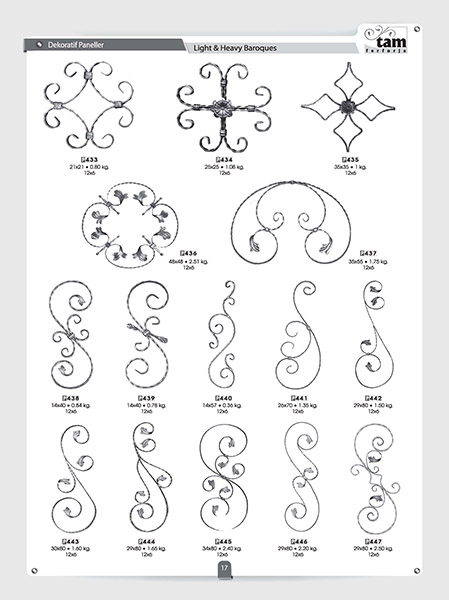 Dekoratif Paneller
Light & Heavy Baroques
tam
forforje
433
21x21 • 0.80 kg.
12x6
434
25x25 • 1.08 kg.
12x6
435
35x35 • 1 kg.
12x6
436
48x48 • 2.51 kg.
12x6
437
35x55 • 1.75 kg.
12x6
438
14x40 • 0.84 kg.
12x6
439
14x40 • 0.78 kg.
12x6
440
14x57 • 0.36 kg.
12x6
441
26x70 • 1.35 kg.
12x6
442
29x80 • 1.50 kg.
12x6
443
30x80 • 1.60 kg.
12x6
444
29x80 • 1.65 kg.
12x6
445
34x80 • 2.40 kg.
12x6
446
29x80 • 2.20 kg.
12x6
447
29x80 • 2.50 kg.
12x6
17